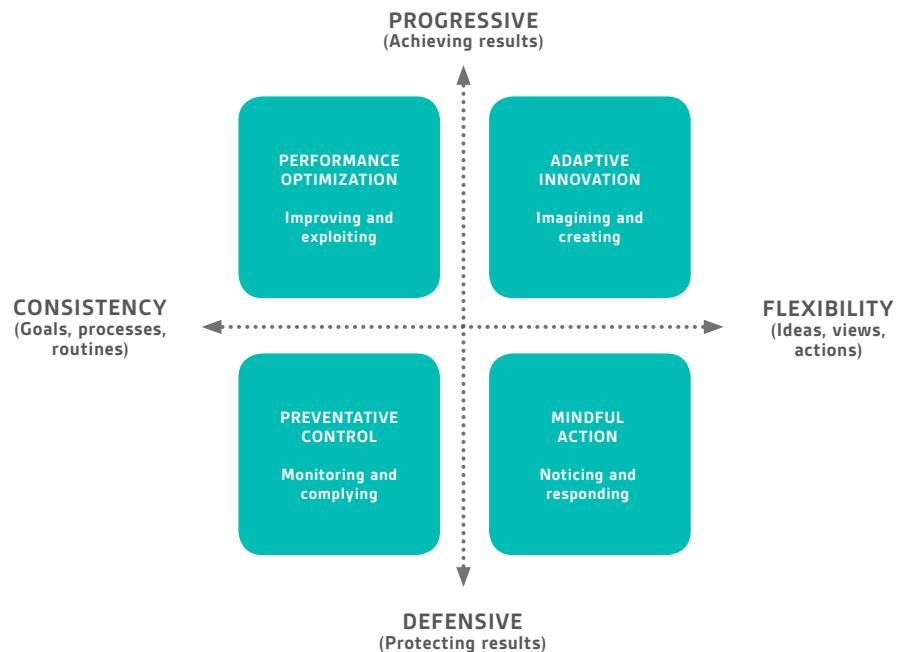 PROGRESSIVE
(Achieving results)
PERFORMANCE
OPTIMIZATION
Improving and
exploiting
ADAPTIVE
INNOVATION
Imagining and
creating
CONSISTENCY
(Goals, processes,
routines)
FLEXIBILITY
(Ideas, views,
actions)
PREVENTATIVE
CONTROL
Monitoring and
complying
MINDFUL
ACTION
Noticing and
responding
DEFENSIVE
(Protecting results)